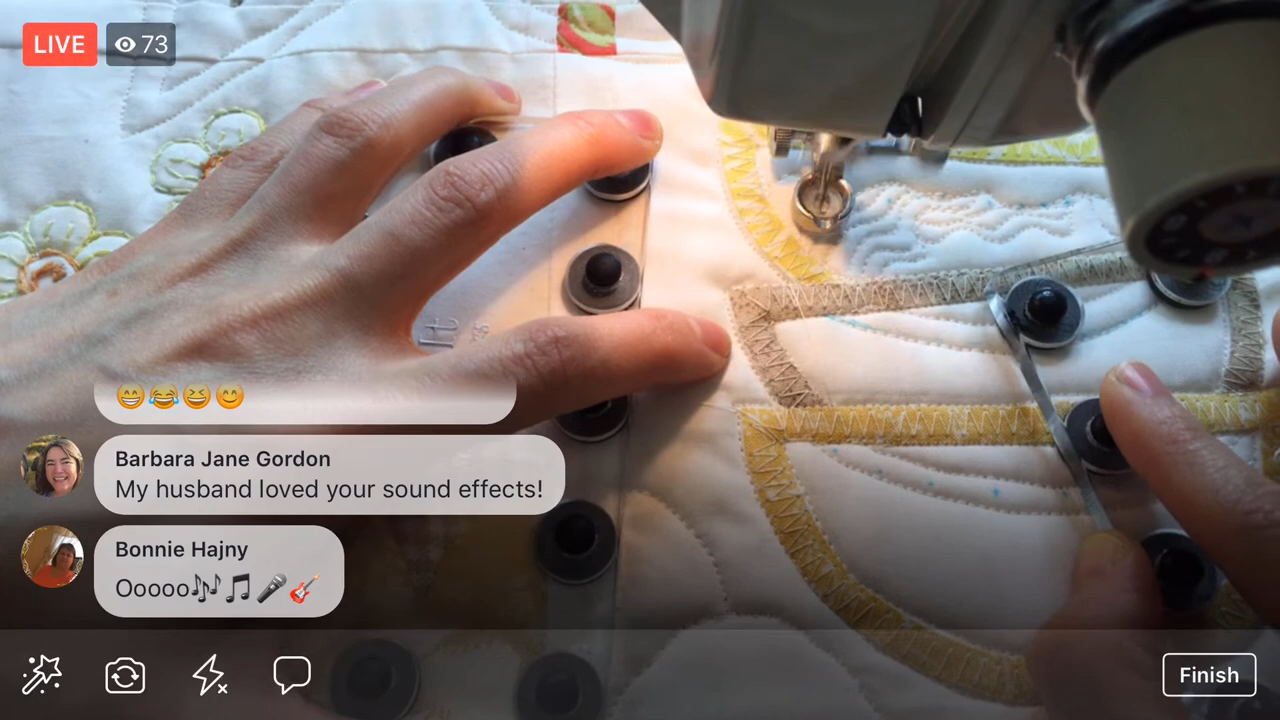 LIVE 73
😁😂😆😊
Barbara Jane Gordon
My husband loved your sound effects!
Bonnie Hajny
Ooooo🎶🎵🎤🎸
Finish